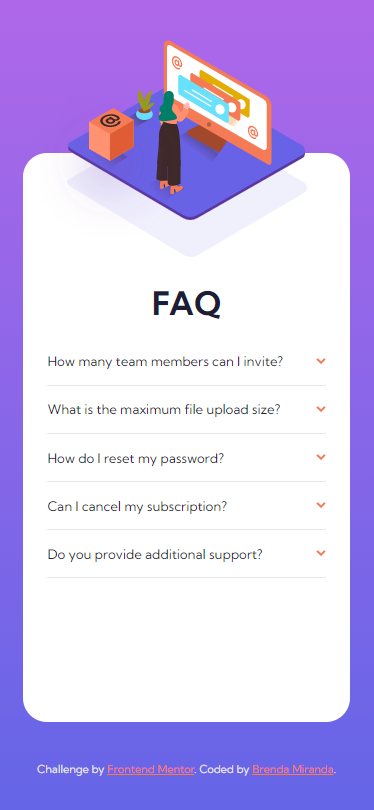 @
@
@
FAQ
How many team members can I invite?
What is the maximum file upload size?
How do I reset my password?
Can I cancel my subscription?
Do you provide additional support?
Challenge by Frontend Mentor. Coded by Brenda Miranda.